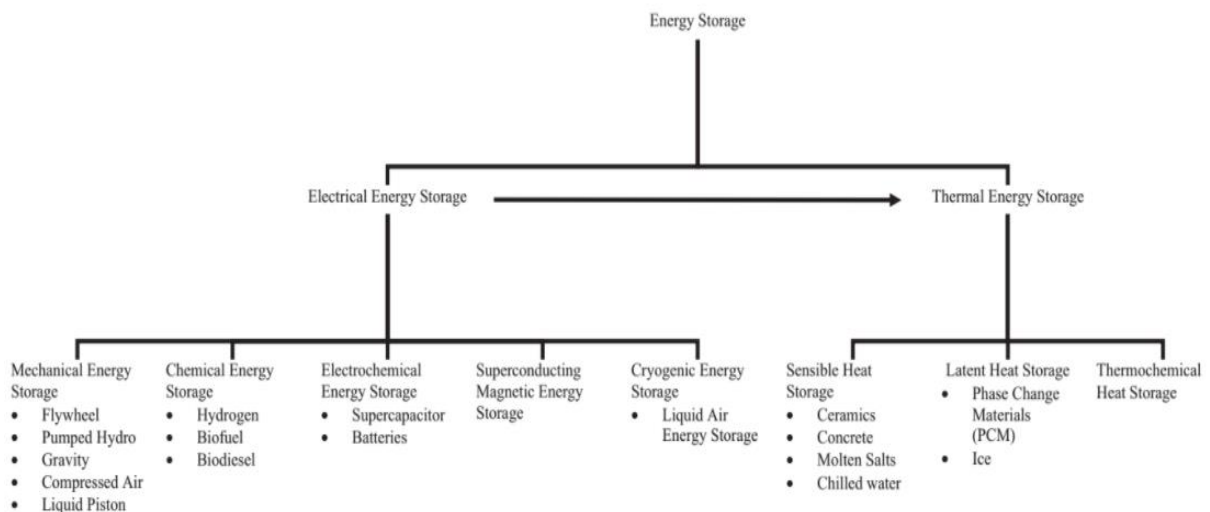 Energy Storage
Electrical Energy Storage
Thermal Energy Storage
Mechanical Energy
Storage
• Flywheel
• Pumped Hydro
• Gravity
• Compressed Air
• Liquid Piston
Chemical Energy
Storage
• Hydrogen
• Biofuel
• Biodiesel
Electrochemical
Energy Storage
• Supercapacitor
• Batteries
Superconducting
Magnetic Energy
Storage
Cryogenic Energy
Storage
• Liquid Air
Energy Storage
Sensible Heat
Storage
• Ceramics
• Concrete
• Molten Salts
• Chilled water
Latent Heat Storage
• Phase Change
Materials
(PCM)
• Ice
Thermochemical
Heat Storage